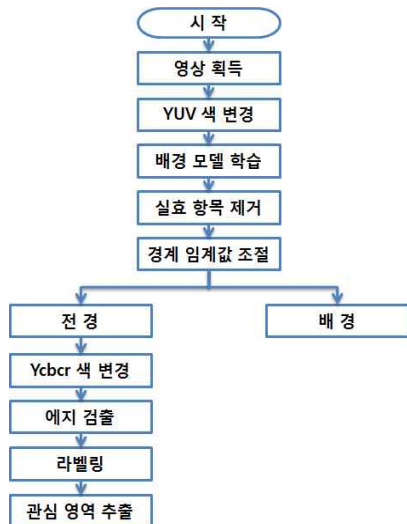 시 작
영상 획득
YUV 색 변경
배경 모델 학습
실효 항목 제거
경계 임계값 조절
전 경
배 경
Ycbcr 색 변경
에지 검출
라벨링
관심 영역 추출